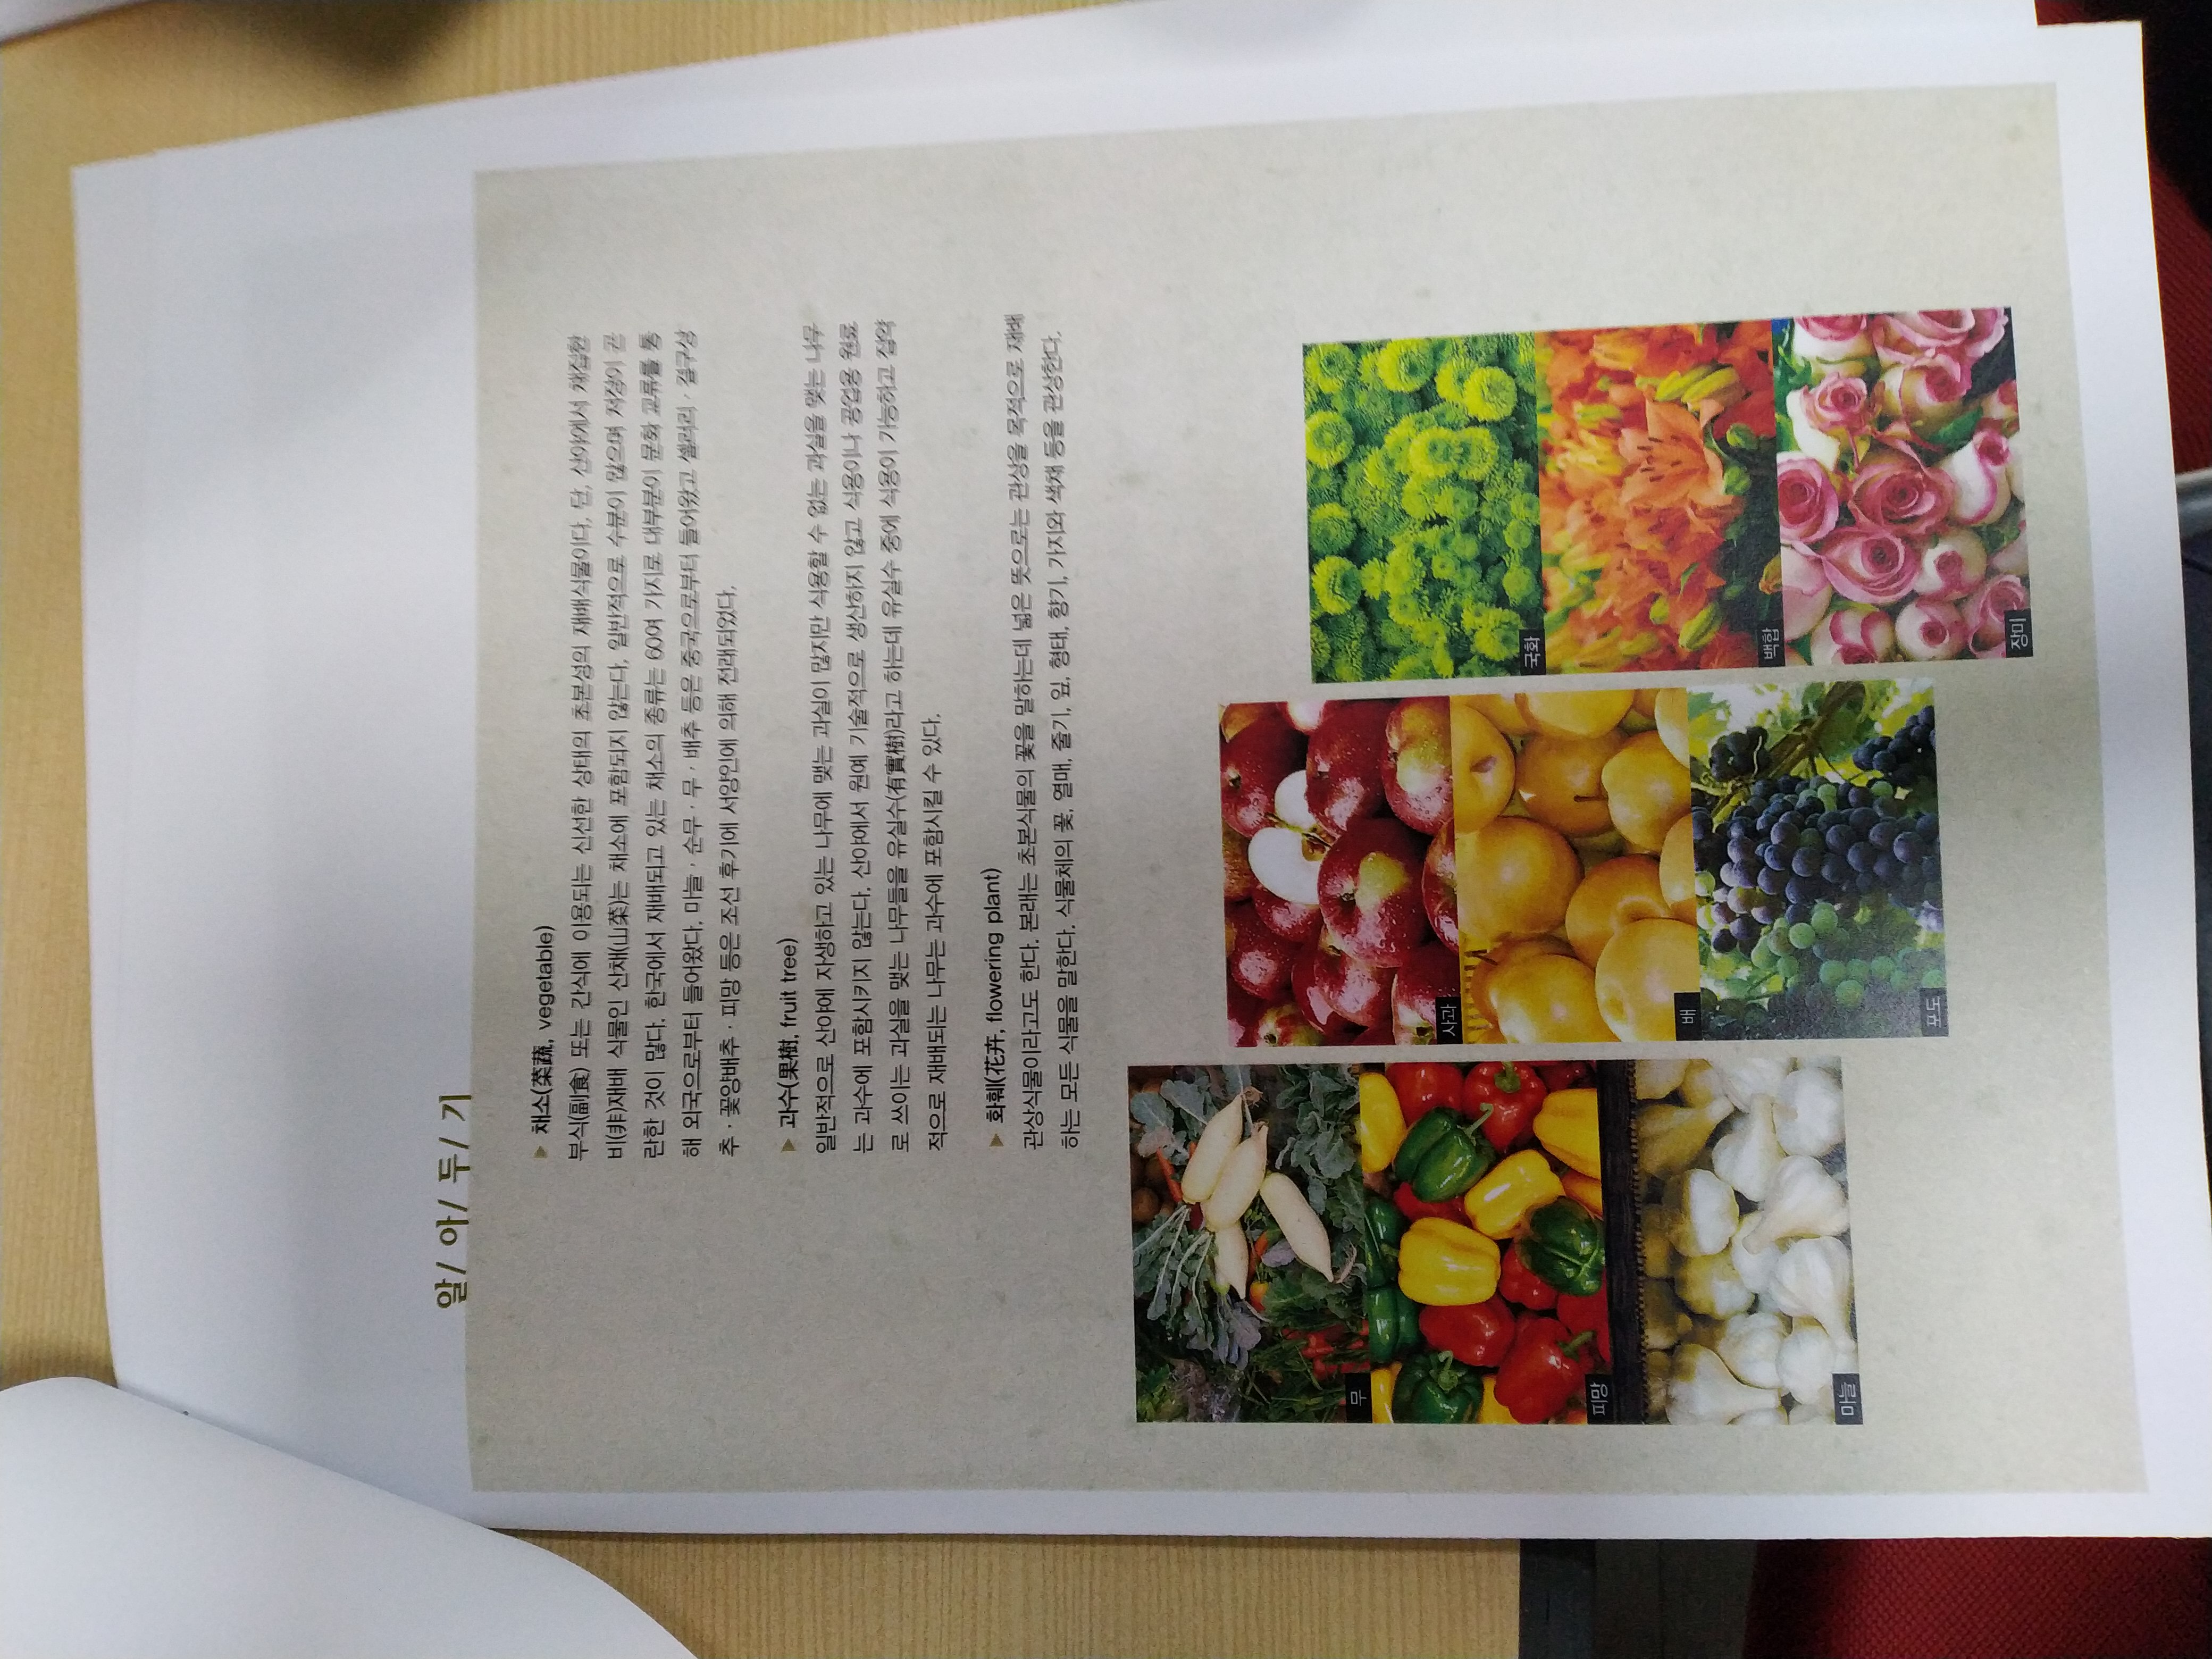 알/ 아/ 두/ 기
▶ 채소(菜蔬, vegetable)
부식(副食) 또는 간식에 이용되는 신선한 상태의 초본성의 재배식물이다. 단, 산야에서 채집한
비(非)재배 식물인 산채(山菜)는 채소에 포함되지 않는다. 일반적으로 수분이 많으며 저장이 곤
란한 것이 많다. 한국에서 재배되고 있는 채소의 종류는 60여 가지로 대부분이 문화 교류를 통
해 외국으로부터 들어왔다. 마늘 · 순무 · 무 · 배추 등은 중국으로부터 들어왔고 셀러리 · 결구상
추 · 꽃양배추 · 피망 등은 조선 후기에 서양인에 의해 전래되었다.
▶ 과수(果樹, fruit tree)
일반적으로 산야에 자생하고 있는 나무에 맺는 과실이 많지만 식용할 수 없는 과실을 맺는 나무
는 과수에 포함시키지 않는다. 산야에서 원예 기술적으로 생산하지 않고 식용이나 공업용 원료
로 쓰이는 과실을 맺는 나무들을 유실수(有實樹)라고 하는데 유실수 중에 식용이 가능하고 집약
적으로 재배되는 나무는 과수에 포함시킬 수 있다.
▶ 화훼(花卉, flowering plant)
관상식물이라고도 한다. 본래는 초본식물의 꽃을 말하는데 넓은 뜻으로는 관상을 목적으로 재배
하는 모든 식물을 말한다. 식물체의 꽃, 열매, 줄기, 잎, 형태, 향기, 가지와 색채 등을 관상한다.
무
피망
마늘
사과
배
포도
국화
백합
장미